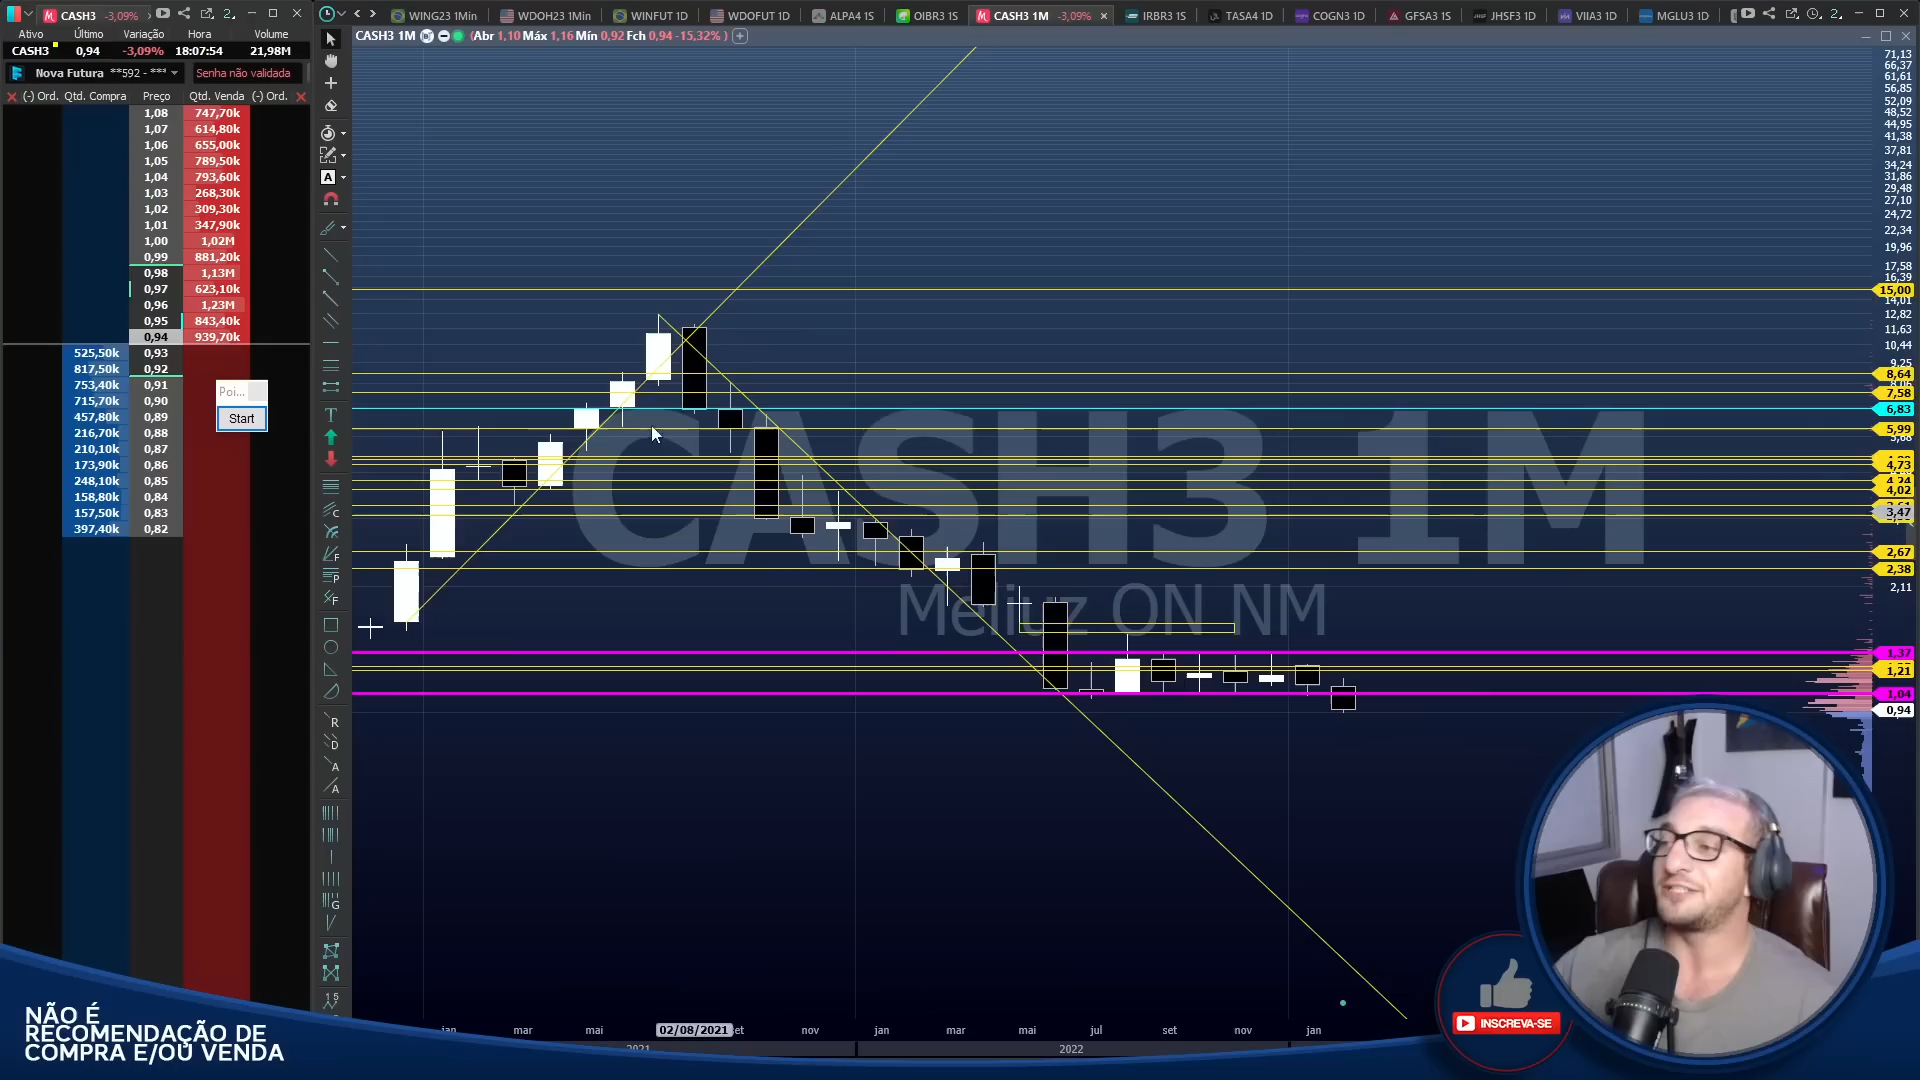 CASH3 -3,09% 2.
Ativo Último Variação Hora Volume
CASH3 0,94 -3,09% 18:07:54 21,98M
Nova Futura **592 - *** Senha não validada
(-) Ord. Qtd. Compra Preço Qtd. Venda (-) Ord.
1,08 747,70k
1,07 614,80k
1,06 655,00k
1,05 789,50k
1,04 793,60k
1,03 268,30k
1,02 309,30k
1,01 347,90k
1,00 1,02M
0,99 881,20k
0,98 1,13M
0,97 623,10k
0,96 1,23M
0,95 843,40k
0,94 939,70k
525,50k 0,93
817,50k 0,92
753,40k 0,91
715,70k 0,90
457,80k 0,89
216,70k 0,88
210,10k 0,87
173,90k 0,86
248,10k 0,85
158,80k 0,84
157,50k 0,83
397,40k 0,82
Poi...
Start
WING23 1Min WDOH23 1Min WINFUT 1D WDOFUT 1D ALPA4 1S OIBR3 1S CASH3 1M -3,09% IRBR3 1S TASA4 1D COGN3 1D GFSA3 1S JHSF3 1D VIIA3 1D MGLU3 1D 2.
CASH3 1M (Abr 1,10 Máx 1,16 Mín 0,92 Fch 0,94 -15,32% )
CASH3 1M
Meliuz ON NM
71,13
66,37
61,61
56,85
52,09
48,52
44,95
41,38
37,81
34,24
31,86
29,48
27,10
24,72
22,34
19,96
17,58
16,39
15,00
14,01
12,82
11,63
10,44
9,25
8,64
7,58
6,83
5,99
5,68
4,73
4,02
3,47
2,67
2,38
2,11
1,37
1,21
1,04
0,94
jan mar mai 02/08/2021 set nov jan mar mai jul set nov jan
2021 2022
NÃO É
RECOMENDAÇÃO DE
COMPRA E/OU VENDA
INSCREVA-SE